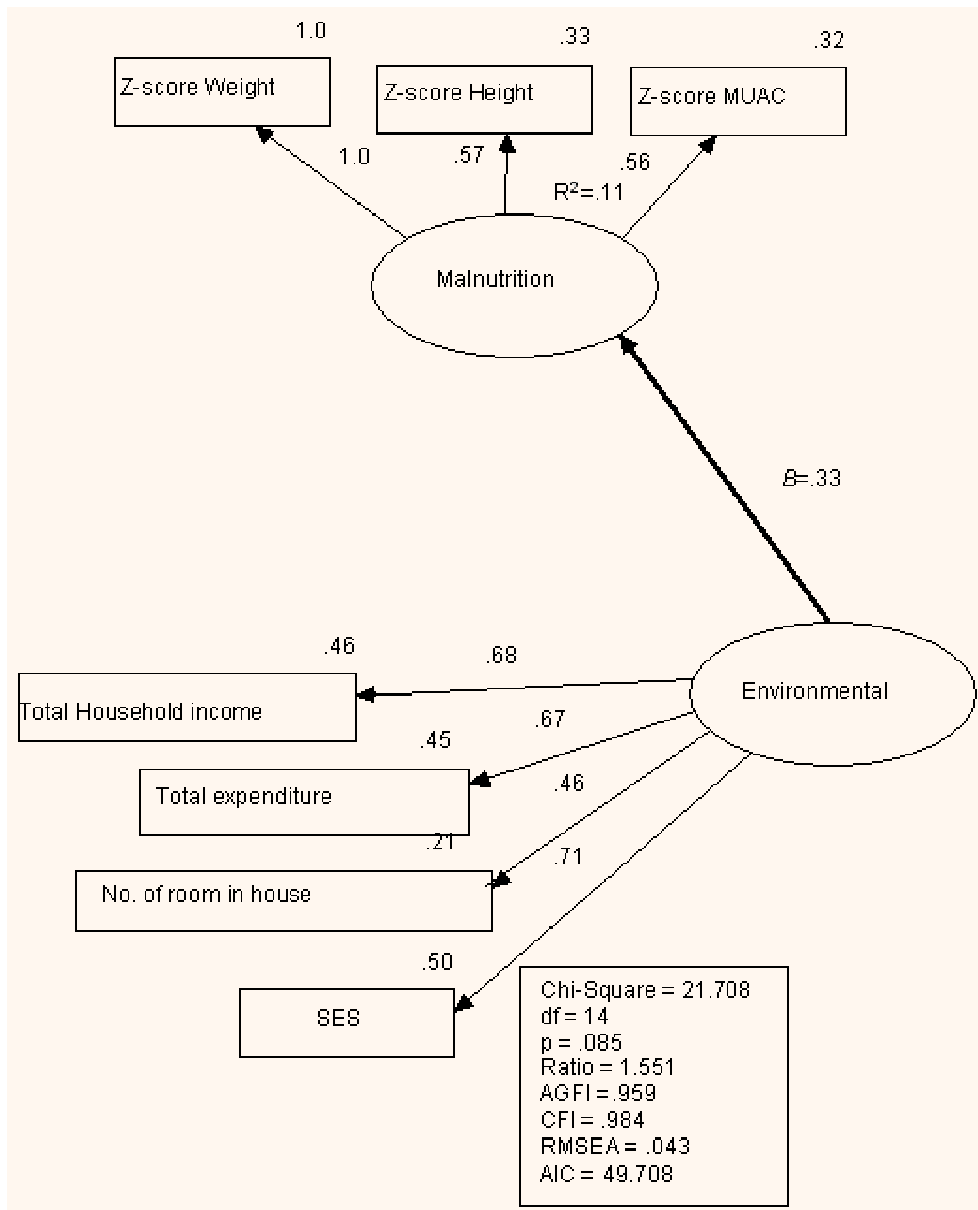 1.0
.33
.32
Z-score Weight
Z-score Height
Z-score MUAC
1.0
.57
.56
R²=.11
Malnutrition
B=.33
.46
.68
Total Household income
Environmental
.67
.45
Total expenditure
.46
.21
.71
No. of room in house
.50
SES
Chi-Square = 21.708
df = 14
p = .085
Ratio = 1.551
AGFI =.959
CFI = .984
RMSEA = .043
AIC = 49.708